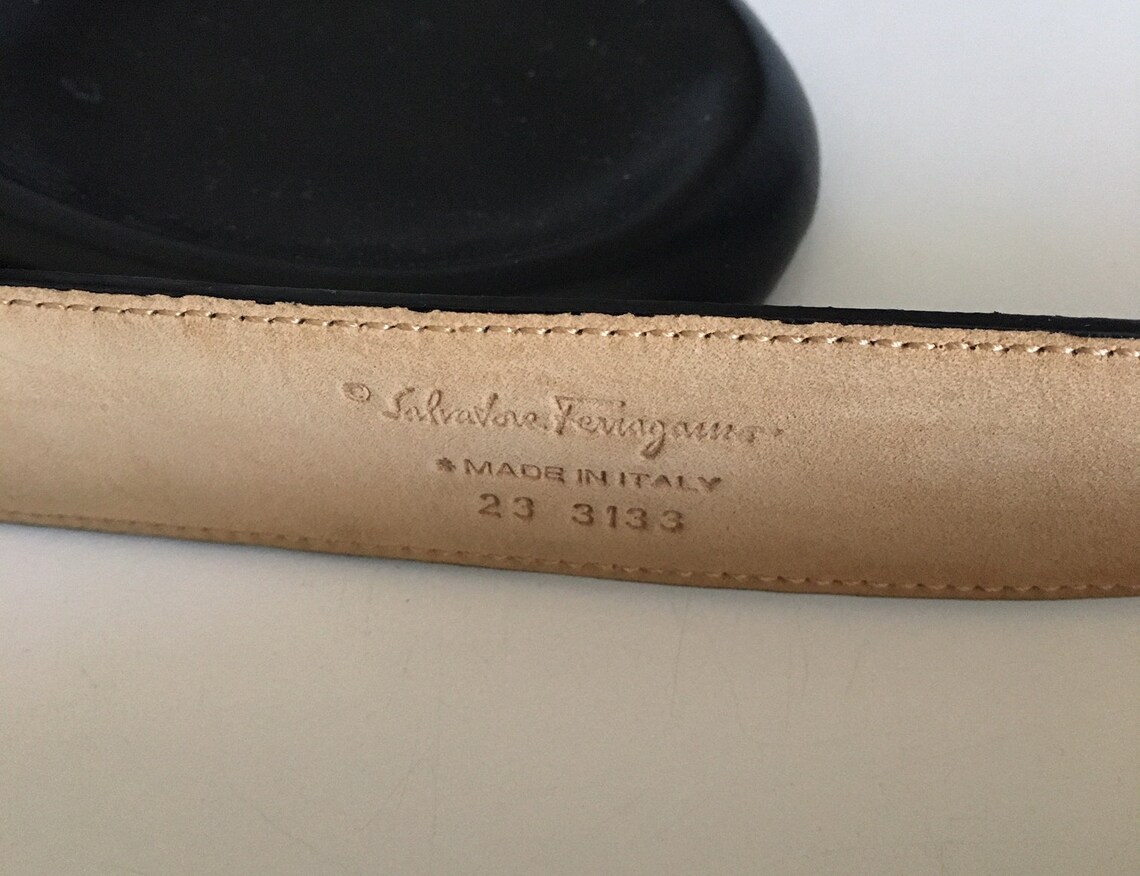 © Salvatore Ferragamo
* MADE IN ITALY
23 3133